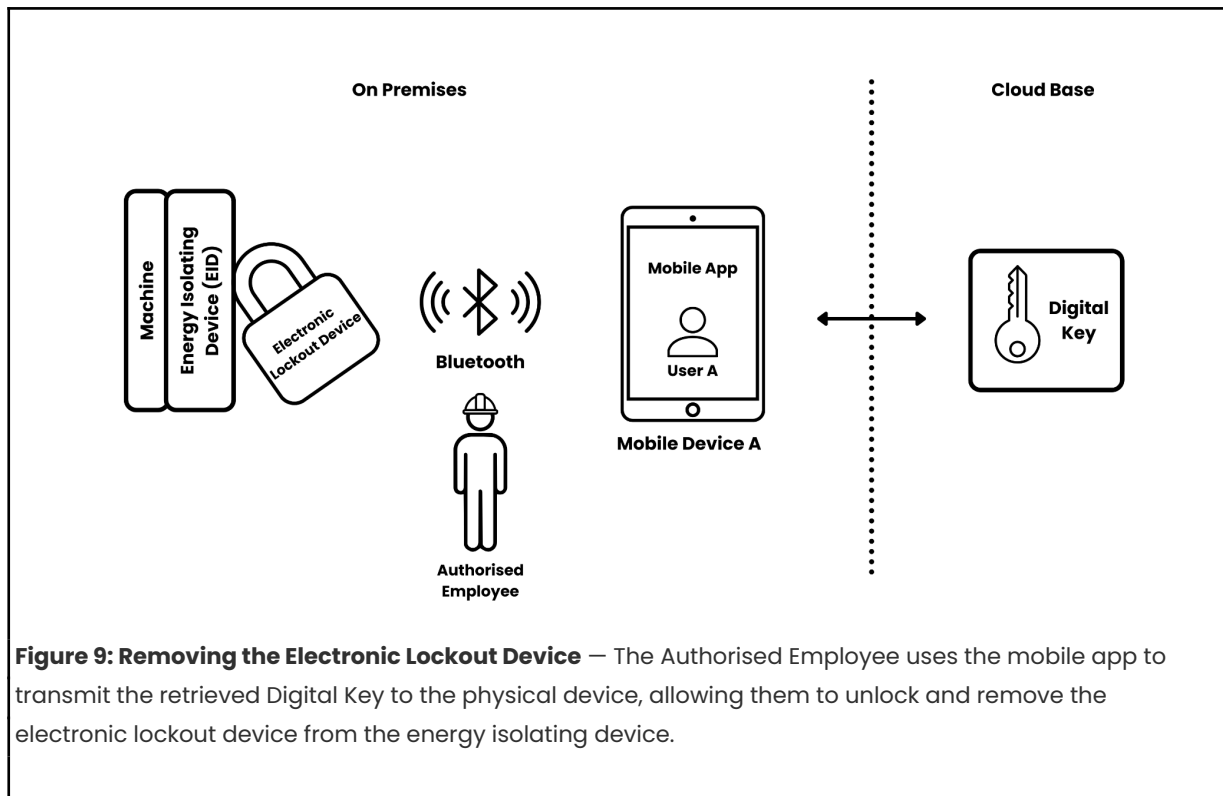 On Premises
Cloud Base
Machine
Energy Isolating
Device (EID)
Electronic
Lockout Device
Bluetooth
Authorised
Employee
Mobile App
User A
Mobile Device A
Digital
Key
Figure 9: Removing the Electronic Lockout Device — The Authorised Employee uses the mobile app to
transmit the retrieved Digital Key to the physical device, allowing them to unlock and remove the
electronic lockout device from the energy isolating device.